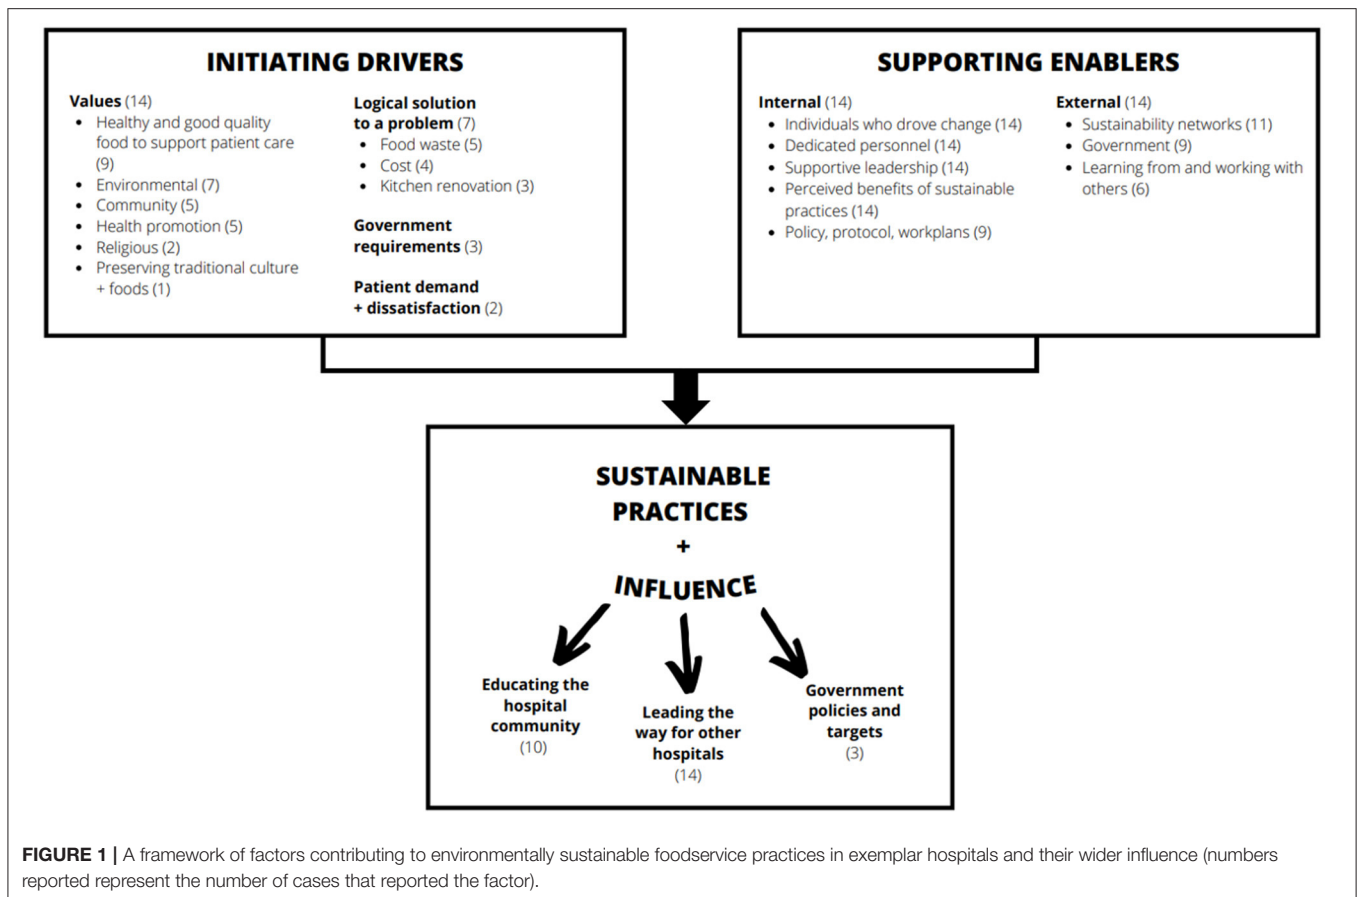 INITIATING DRIVERS
Values (14)
• Healthy and good quality
food to support patient care
(9)
• Environmental (7)
• Community (5)
• Health promotion (5)
• Religious (2)
• Preserving traditional culture
+ foods (1)
Logical solution
to a problem (7)
• Food waste (5)
• Cost (4)
• Kitchen renovation (3)
Government
requirements (3)
Patient demand
+ dissatisfaction (2)
SUPPORTING ENABLERS
Internal (14)
• Individuals who drove change (14)
• Dedicated personnel (14)
• Supportive leadership (14)
• Perceived benefits of sustainable
practices (14)
• Policy, protocol, workplans (9)
External (14)
• Sustainability networks (11)
• Government (9)
• Learning from and working with
others (6)
SUSTAINABLE
PRACTICES
+
INFLUENCE
Educating the
hospital
community
(10)
Leading the
way for other
hospitals
(14)
Government
policies and
targets
(3)
FIGURE 1 | A framework of factors contributing to environmentally sustainable foodservice practices in exemplar hospitals and their wider influence (numbers
reported represent the number of cases that reported the factor).